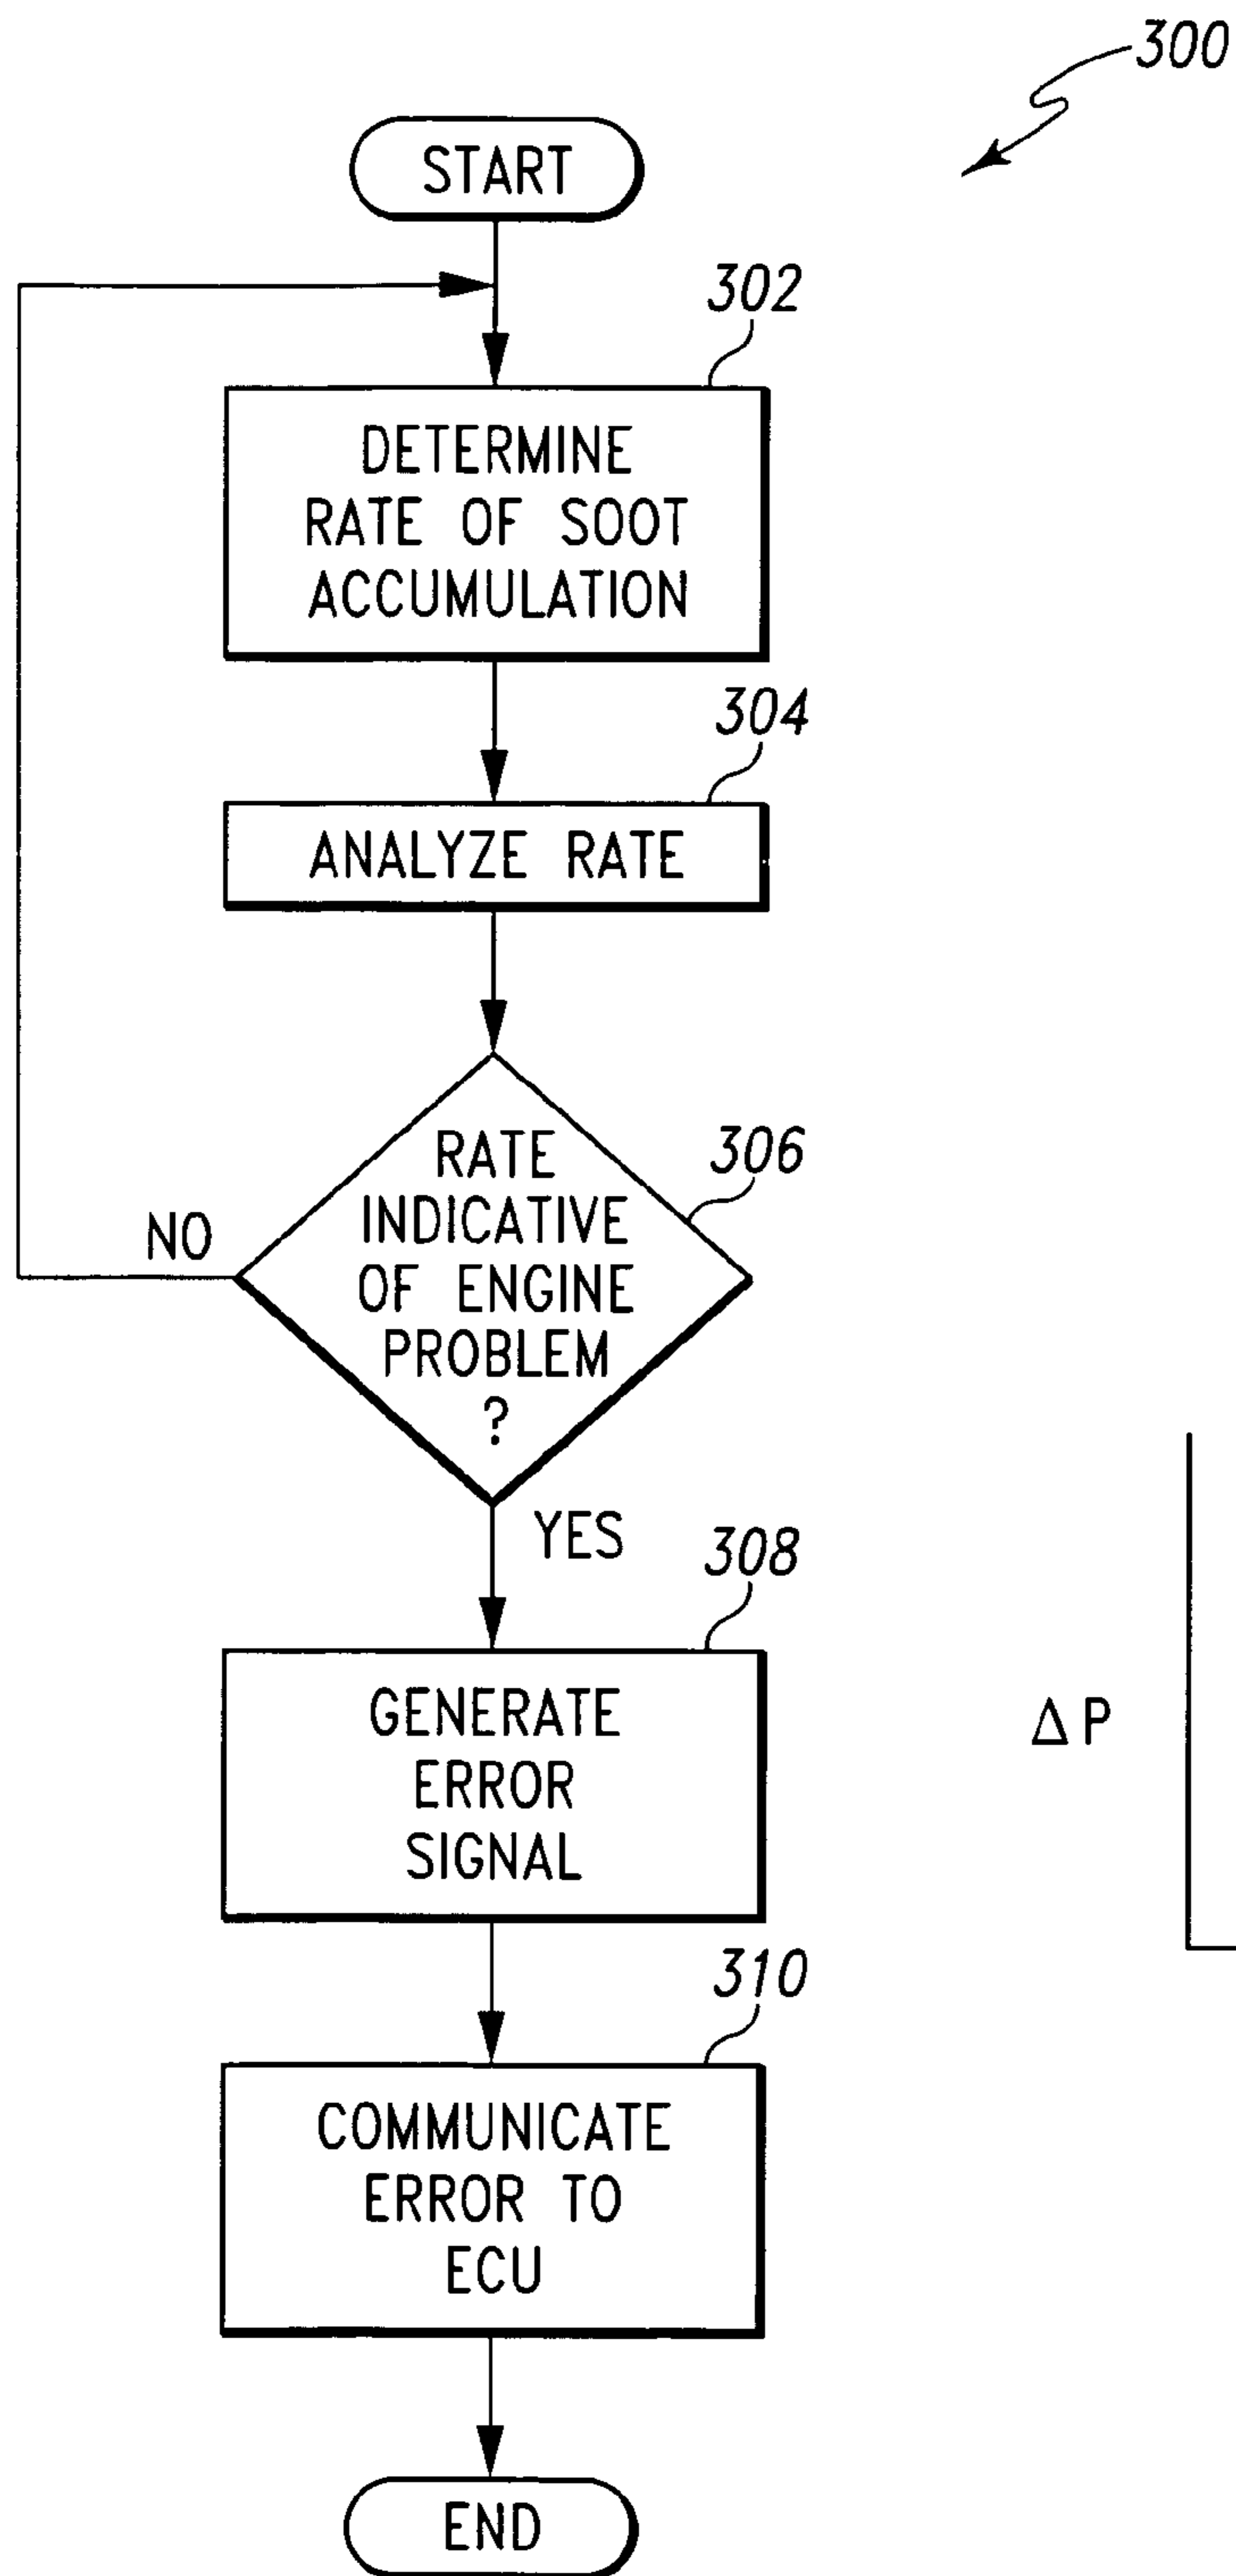 300
START
302
DETERMINE
RATE OF SOOT
ACCUMULATION
304
ANALYZE RATE
306
RATE
INDICATIVE
OF ENGINE
PROBLEM
?
NO
YES
308
GENERATE
ERROR
SIGNAL
ΔP
310
COMMUNICATE
ERROR TO
ECU
END